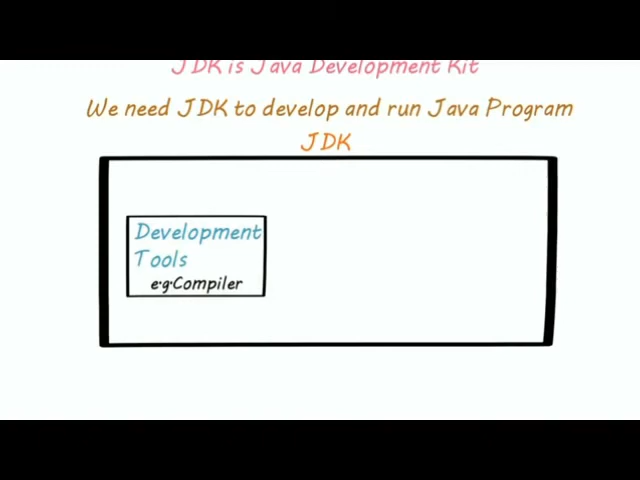 JDK is Java Development Kit
We need JDK to develop and run Java Program
JDK
Development
Tools
e.g.Compiler